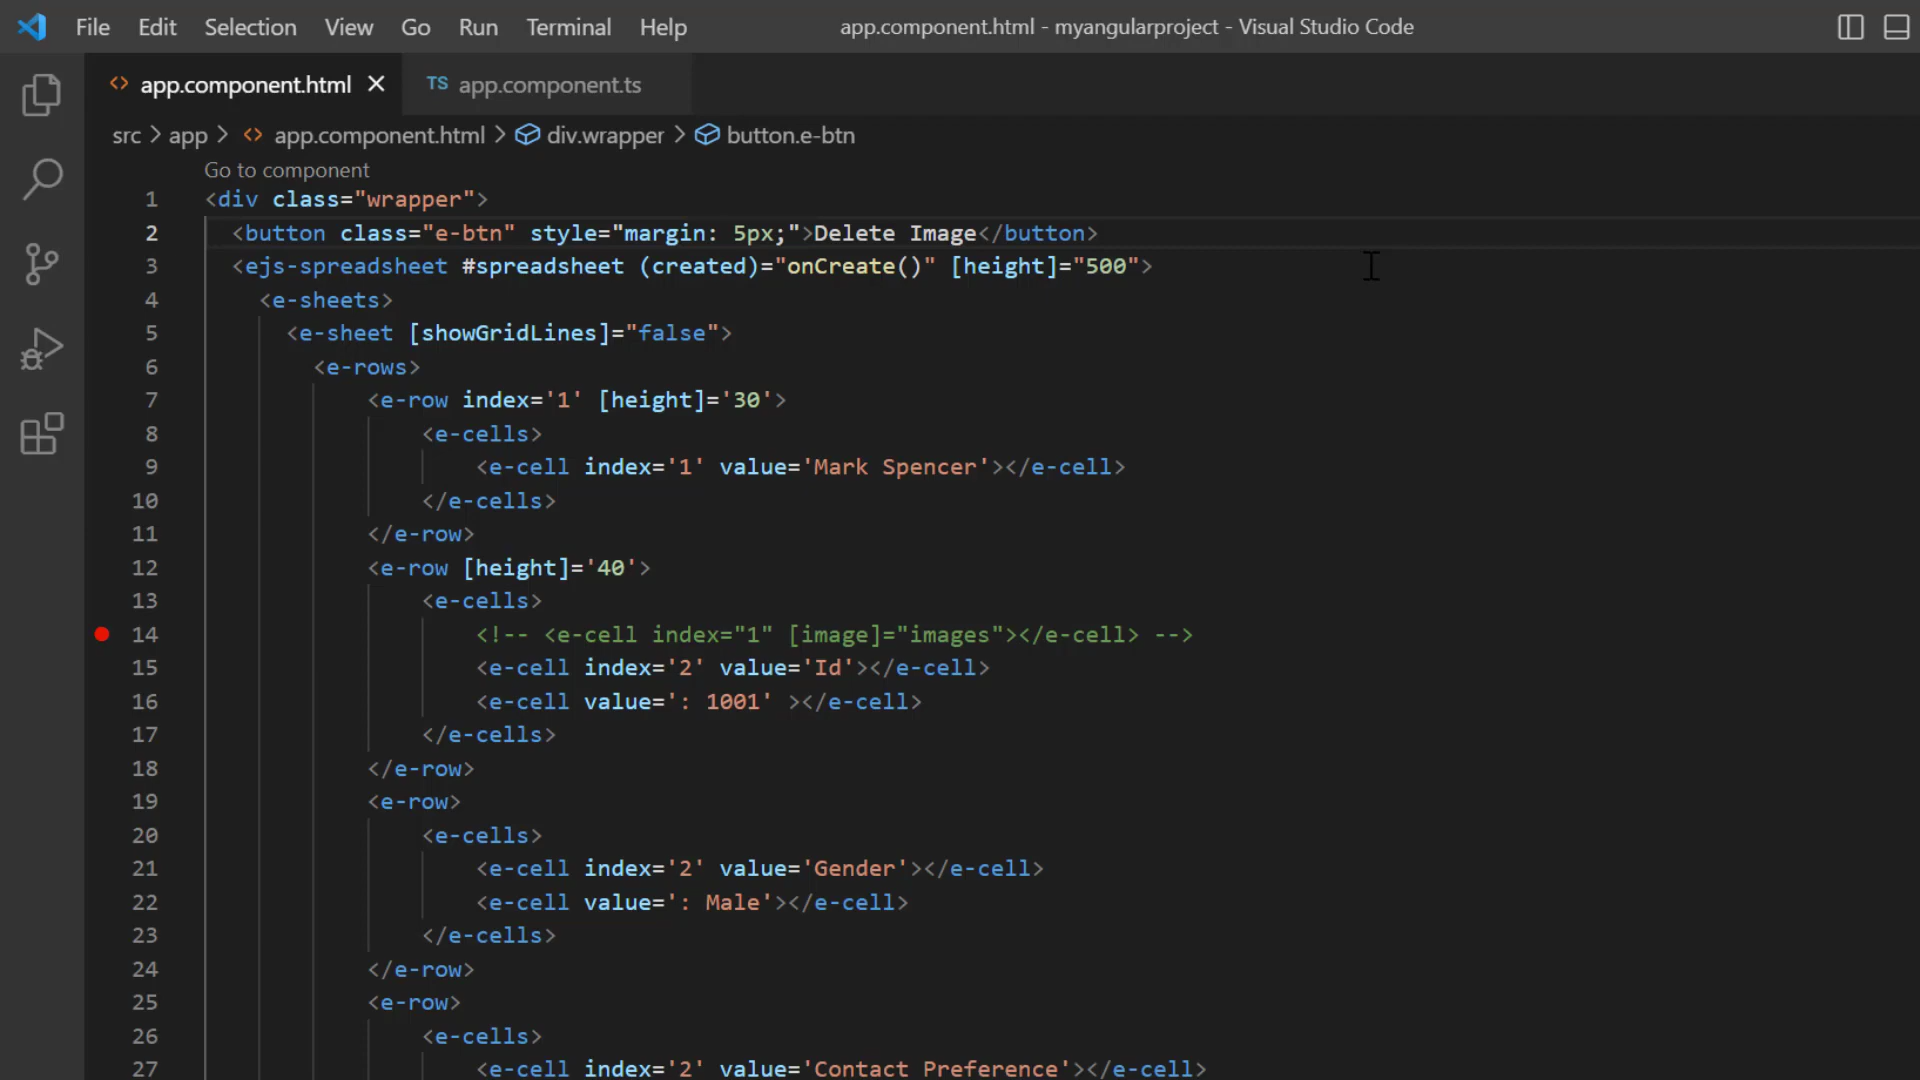 File Edit Selection View Go Run Terminal Help app.component.html - myangularproject - Visual Studio Code
<> app.component.html × TS app.component.ts
src > app > <> app.component.html > div.wrapper > button.e-btn
Go to component
1 <div class="wrapper">
2 <button class="e-btn" style="margin: 5px;">Delete Image</button>
3 <ejs-spreadsheet #spreadsheet (created)="onCreate()" [height]="500">
4 <e-sheets>
5 <e-sheet [showGridLines]="false">
6 <e-rows>
7 <e-row index='1' [height]='30'>
8 <e-cells>
9 <e-cell index='1' value='Mark Spencer'></e-cell>
10 </e-cells>
11 </e-row>
12 <e-row [height]='40'>
13 <e-cells>
14 <!-- <e-cell index="1" [image]="images"></e-cell> -->
15 <e-cell index='2' value='Id'></e-cell>
16 <e-cell value=': 1001' ></e-cell>
17 </e-cells>
18 </e-row>
19 <e-row>
20 <e-cells>
21 <e-cell index='2' value='Gender'></e-cell>
22 <e-cell value=': Male'></e-cell>
23 </e-cells>
24 </e-row>
25 <e-row>
26 <e-cells>
27 <e-cell index='2' value='Contact Preference'></e-cell>